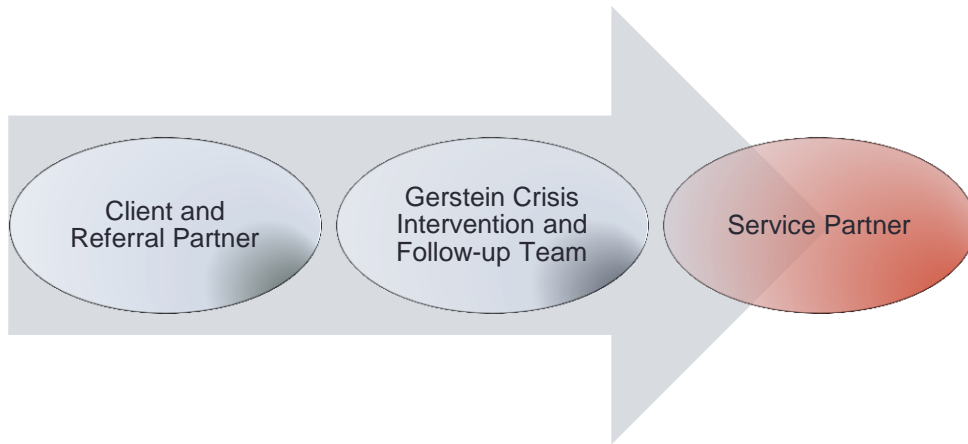 Client and
Referral Partner
Gerstein Crisis
Intervention and
Follow-up Team
Service Partner